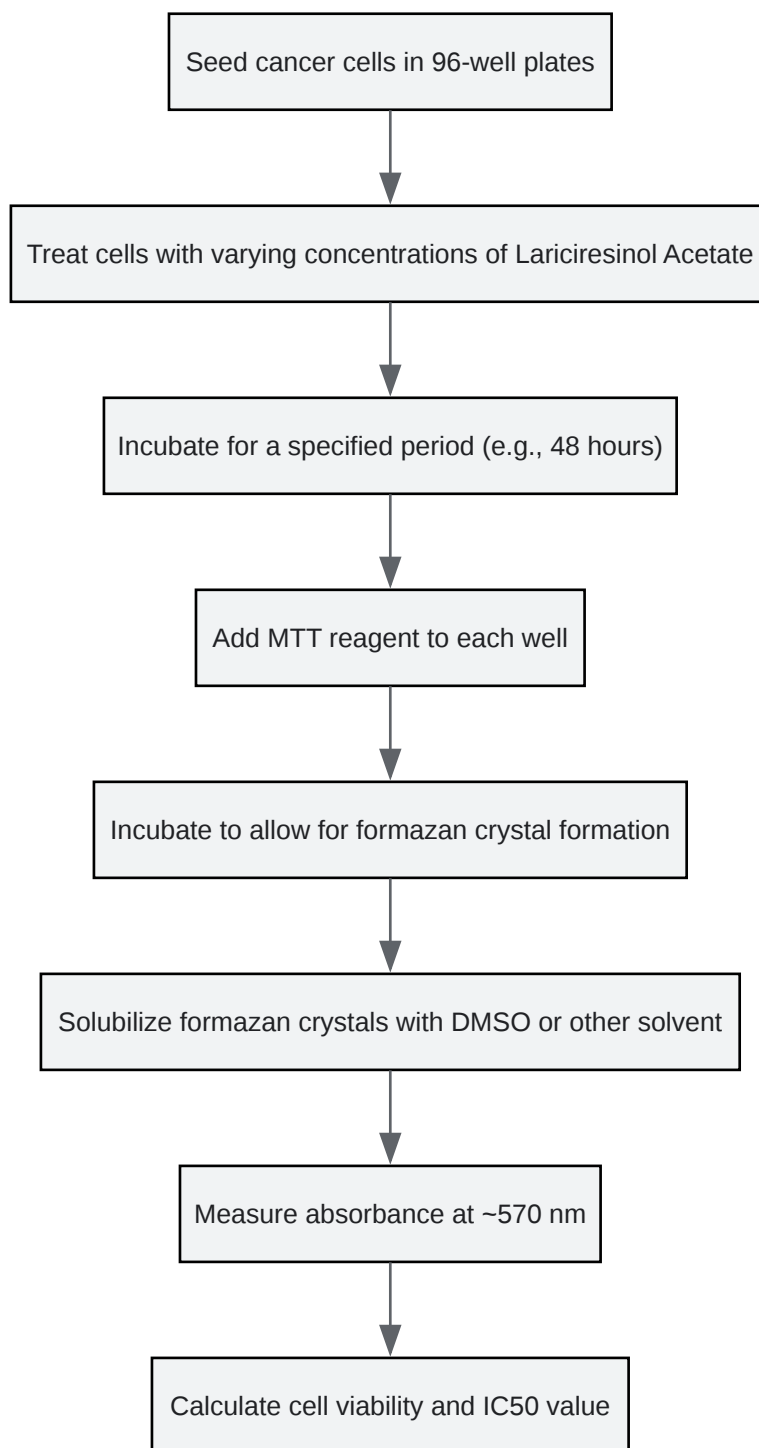 Seed cancer cells in 96-well plates
Treat cells with varying concentrations of Lariciresinol Acetate
Incubate for a specified period (e.g., 48 hours)
Add MTT reagent to each well
Incubate to allow for formazan crystal formation
Solubilize formazan crystals with DMSO or other solvent
Measure absorbance at ~570 nm
Calculate cell viability and IC50 value